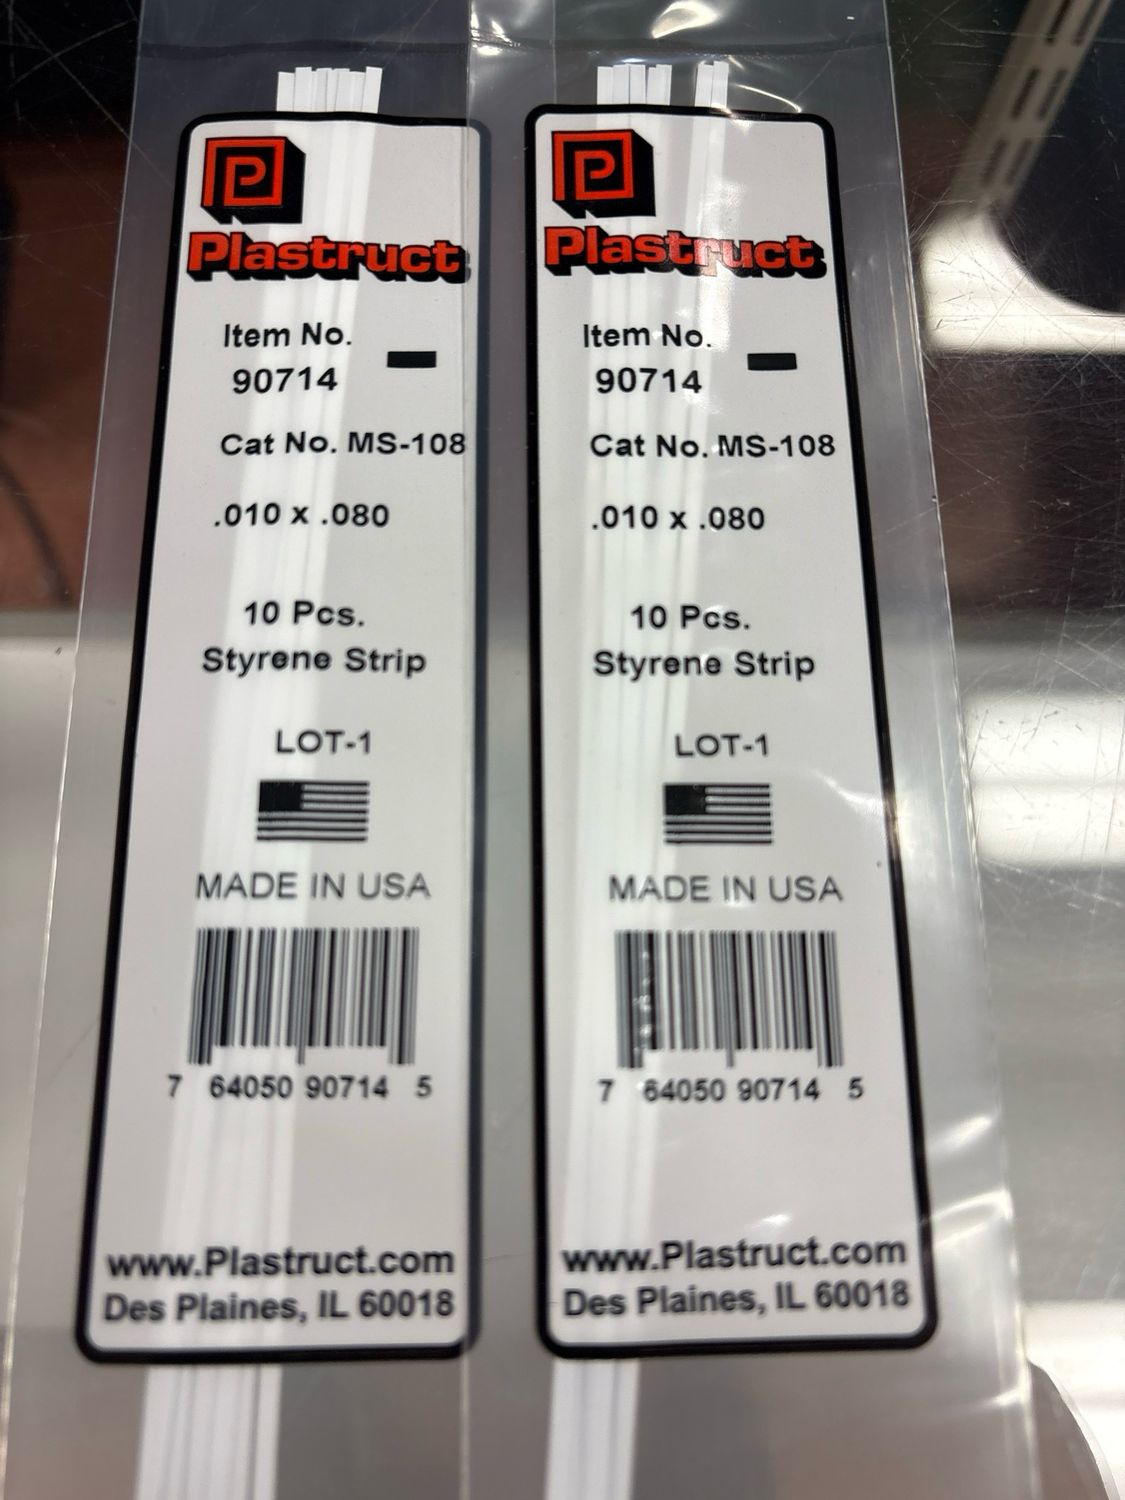 P
Plastruct
Item No.
90714
Cat No. MS-108
.010 x .080
10 Pcs.
Styrene Strip
LOT-1
MADE IN USA
7 64050 90714 5
www.Plastruct.com
Des Plaines, IL 60018
P
Plastruct
Item No.
90714
Cat No. MS-108
.010 x .080
10 Pcs.
Styrene Strip
LOT-1
MADE IN USA
7 64050 90714 5
www.Plastruct.com
Des Plaines, IL 60018